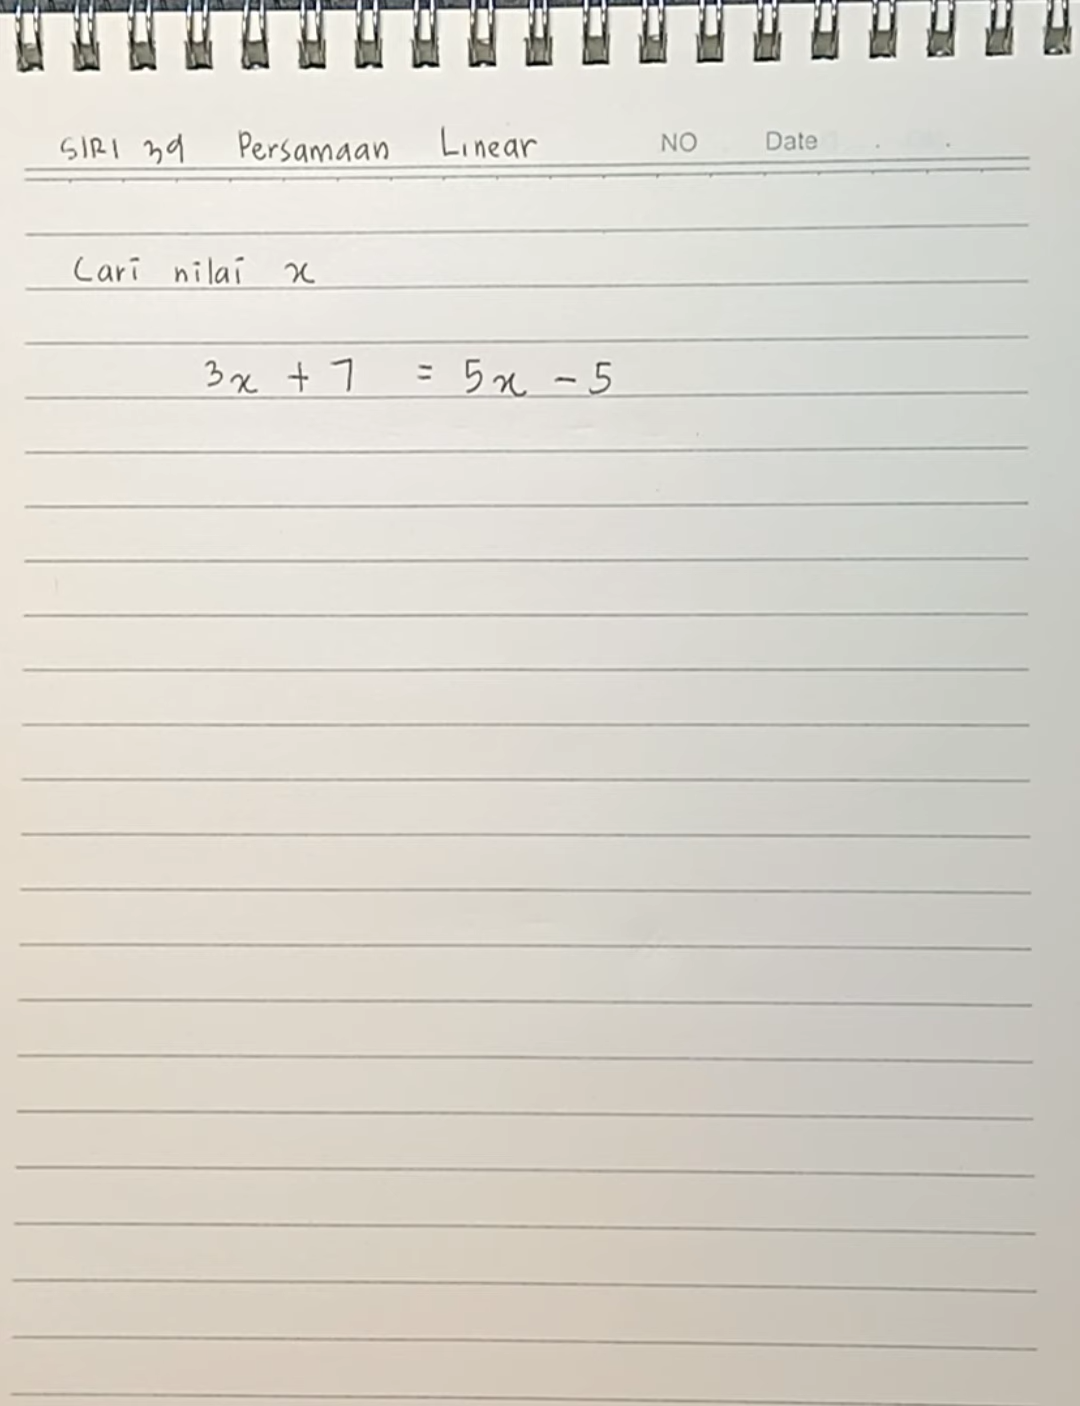 SIRI 39 Persamaan Linear NO Date
Cari nilai x
3x + 7 = 5x - 5